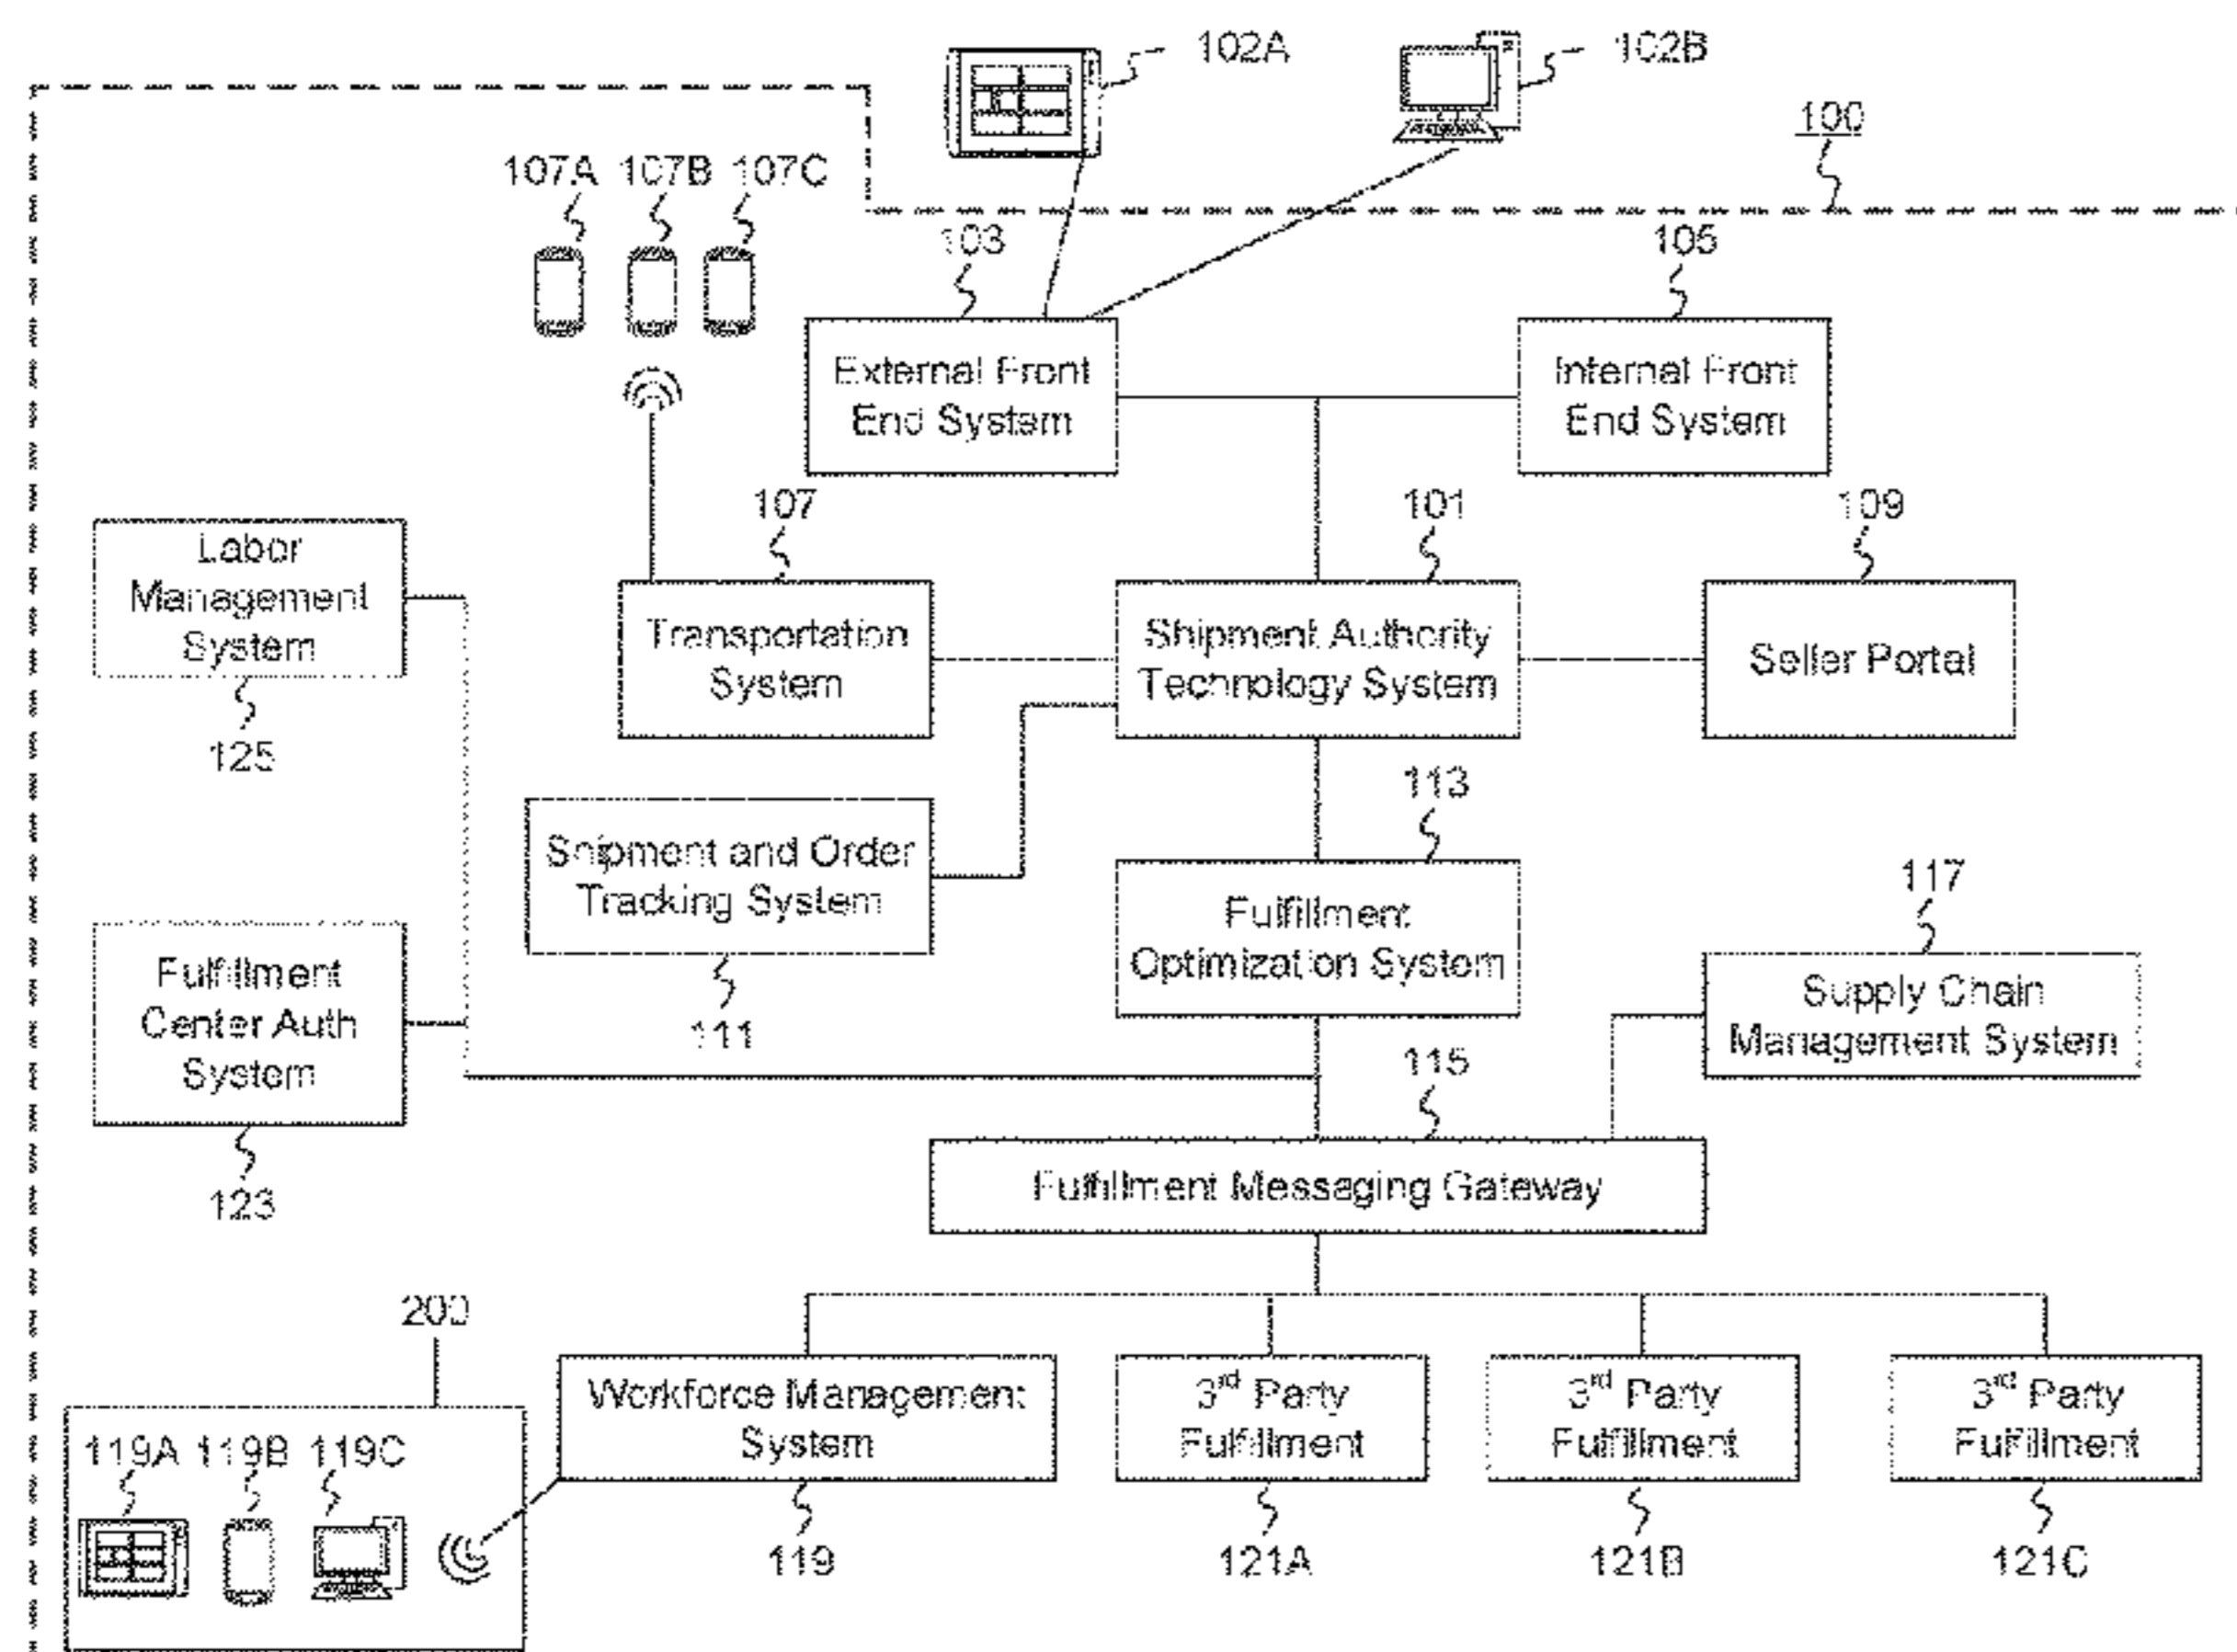 102A
102B
100
107A 107B 107C
103
105
External Front
End System
Internal Front
End System
107
101
109
Labor
Management
System
Transportation
System
Shipment Authority
Technology System
Seller Portal
125
113
Shipment and Order
Tracking System
117
Fulfillment
Optimization System
Fulfillment
Center Auth
System
Supply Chain
Management System
111
115
Fulfillment Messaging Gateway
123
200
Workforce Management
System
3rd Party
Fulfillment
3rd Party
Fulfillment
3rd Party
Fulfillment
119A 119B 119C
119
121A
121B
121C